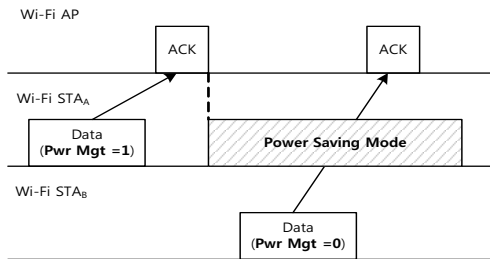 Wi-Fi AP
ACK
ACK
Wi-Fi STAA
Data
(Pwr Mgt =1)
Power Saving Mode
Wi-Fi STAB
Data
(Pwr Mgt =0)